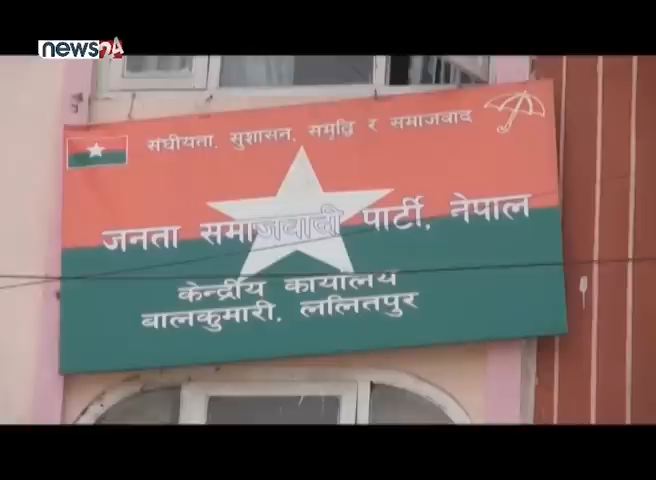 news24
संघीयता, सुशासन, समृद्धि र समाजवाद
जनता समाजवादी पार्टी, नेपाल
केन्द्रीय कार्यालय
बालकुमारी, ललितपुर